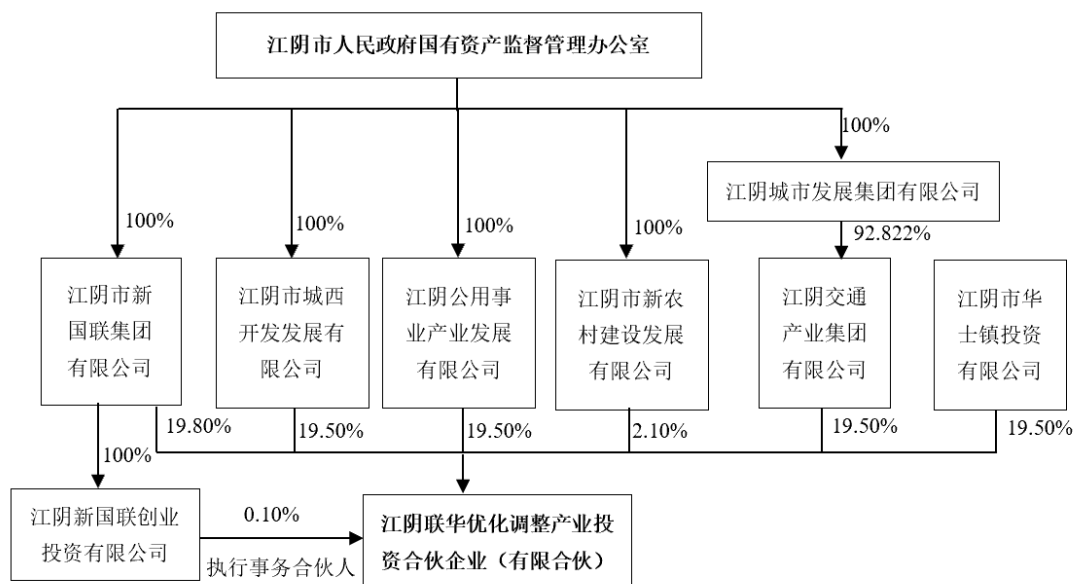 江阴市人民政府国有资产监督管理办公室
100%
江阴城市发展集团有限公司
100%
100%
100%
100%
92.822%
江阴市新
国联集团
有限公司
江阴市城西
开发发展有
限公司
江阴公用事
业产业发展
有限公司
江阴市新农
村建设发展
有限公司
江阴交通
产业集团
有限公司
江阴市华
士镇投资
有限公司
19.80%
19.50%
19.50%
2.10%
19.50%
19.50%
100%
江阴新国联创业
投资有限公司
0.10%
执行事务合伙人
江阴联华优化调整产业投
资合伙企业（有限合伙）